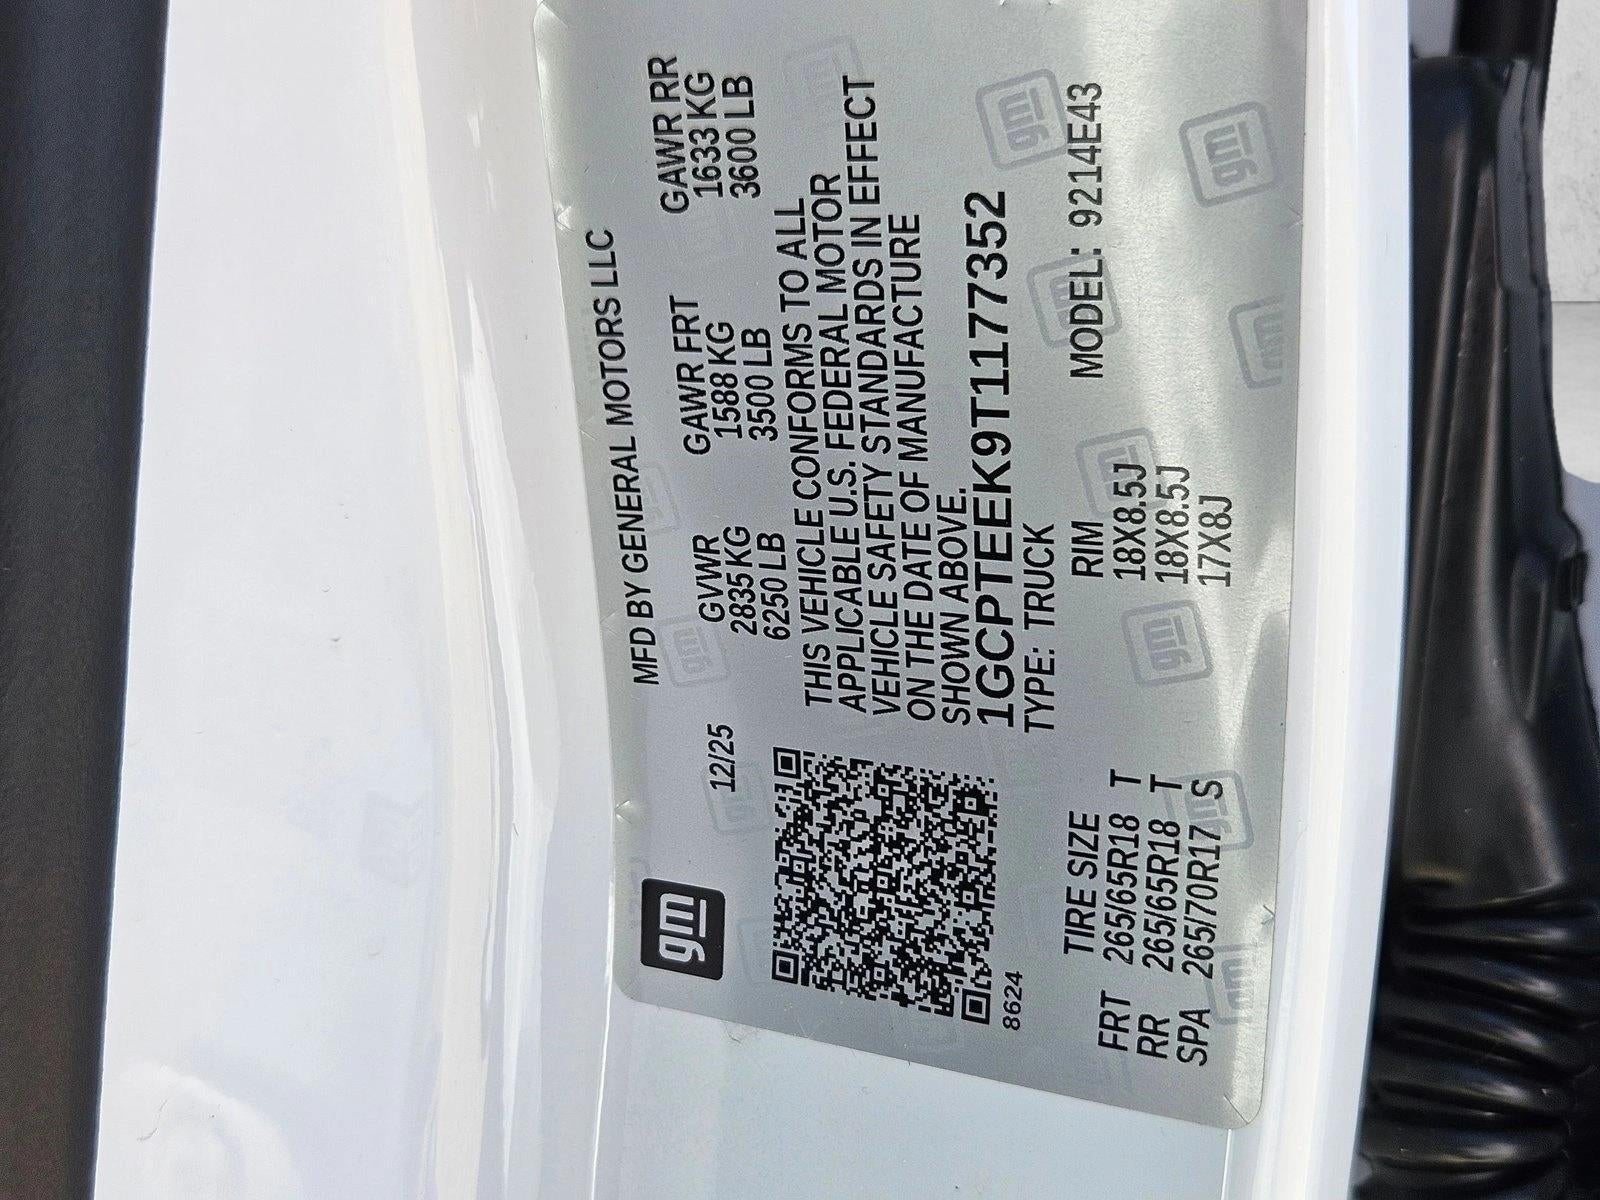 gm
12/25
MFD BY GENERAL MOTORS LLC
GVWR GAWR FRT GAWR RR
2835 KG 1588 KG 1633 KG
6250 LB 3500 LB 3600 LB
THIS VEHICLE CONFORMS TO ALL
APPLICABLE U.S. FEDERAL MOTOR
VEHICLE SAFETY STANDARDS IN EFFECT
ON THE DATE OF MANUFACTURE
SHOWN ABOVE.
1GCPTEEK9T1177352
8624
TYPE: TRUCK MODEL: 9214E43
TIRE SIZE RIM
FRT 265/65R18 T 18X8.5J
RR 265/65R18 T 18X8.5J
SPA 265/70R17 S 17X8J